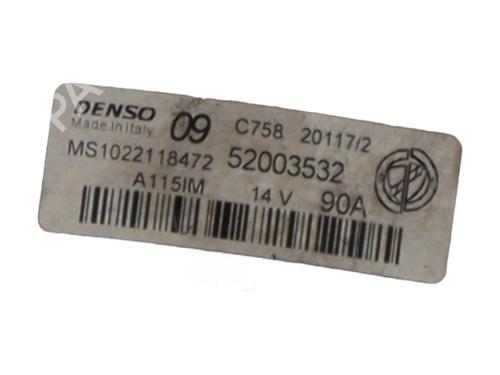 DENSO
Made in Italy
09
C758 20117/2
MS1022118472 52003532
A115IM 14 V 90A